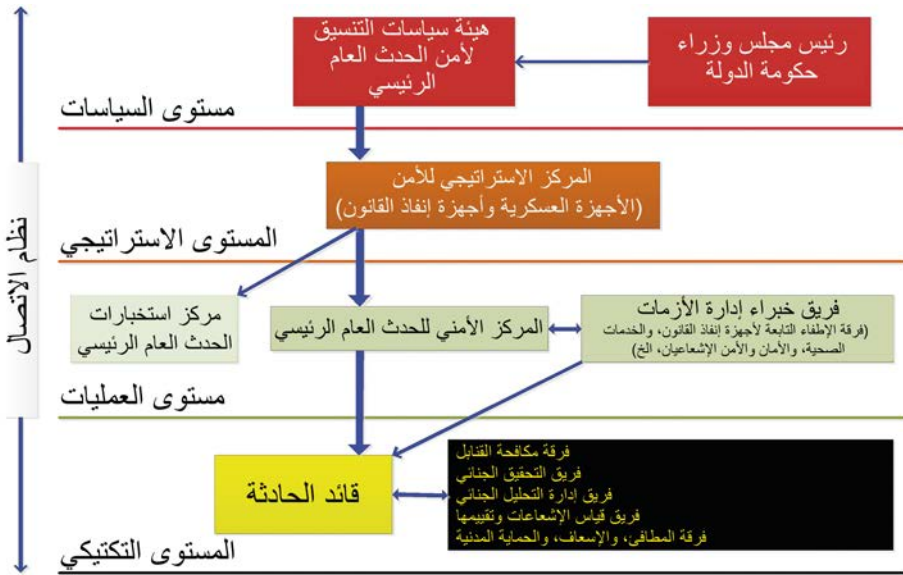 رئيس مجلس وزراء
حكومة الدولة
هيئة سياسات التنسيق
لأمن الحدث العام
الرئيسي
مستوى السياسات
المركز الاستراتيجي للأمن
(الأجهزة العسكرية وأجهزة إنفاذ القانون)
المستوى الاستراتيجي
فريق خبراء إدارة الأزمات
(فرقة الإطفاء التابعة لأجهزة إنفاذ القانون، والخدمات
الصحية، والأمان والأمن الإشعاعيان، الخ)
المركز الأمني للحدث العام الرئيسي
مركز استخبارات
الحدث العام الرئيسي
مستوى العمليات
قائد الحادثة
فرقة مكافحة القنابل
فريق التحقيق الجنائي
فريق إدارة التحليل الجنائي
فريق قياس الإشعاعات وتقييمها
فرقة المطافئ، والإسعاف، والحماية المدنية
المستوى التكتيكي
نظام الاتصال